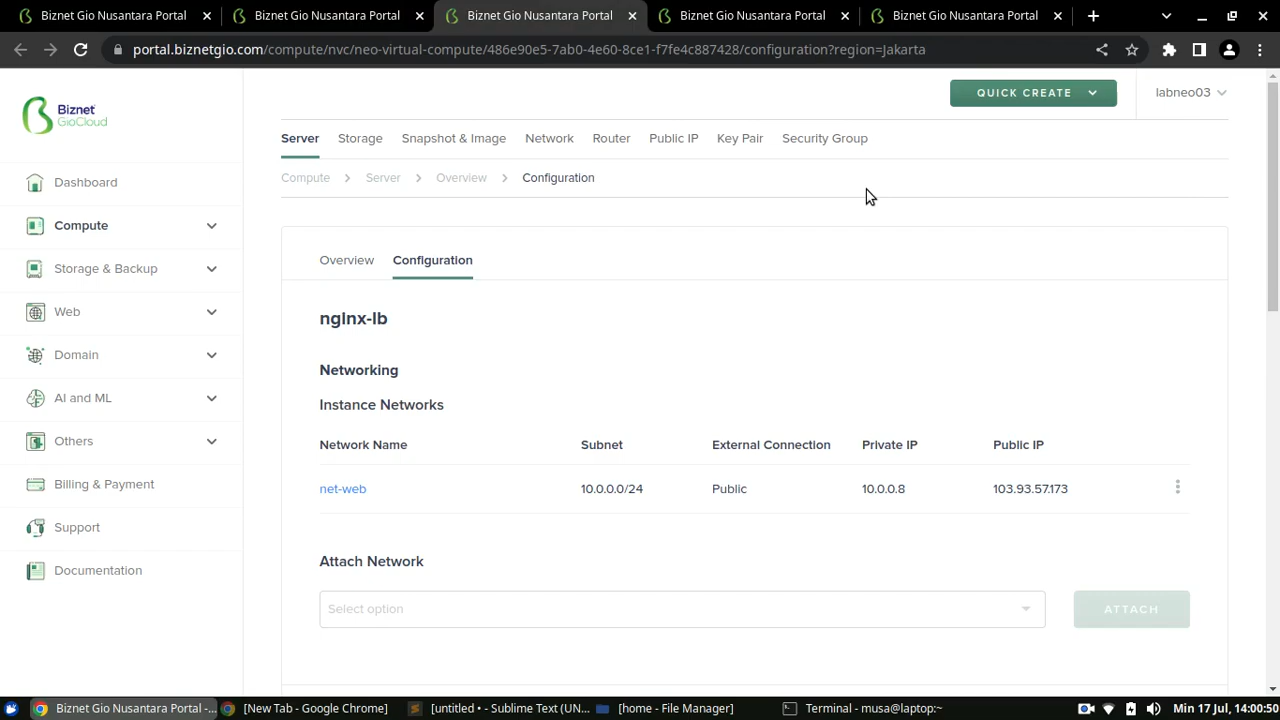 Biznet Gio Nusantara Portal
Biznet Gio Nusantara Portal
Biznet Gio Nusantara Portal
Biznet Gio Nusantara Portal
Biznet Gio Nusantara Portal
portal.biznetgio.com/compute/nvc/neo-virtual-compute/486e90e5-7ab0-4e60-8ce1-f7fe4c887428/configuration?region=Jakarta
Biznet
GioCloud
QUICK CREATE
labneo03
Server Storage Snapshot & Image Network Router Public IP Key Pair Security Group
Compute Server Overview Configuration
Dashboard
Compute
Storage & Backup
Web
Domain
AI and ML
Others
Billing & Payment
Support
Documentation
Overview Configuration
nginx-lb
Networking
Instance Networks
Network Name Subnet External Connection Private IP Public IP
net-web 10.0.0.0/24 Public 10.0.0.8 103.93.57.173
Attach Network
Select option
ATTACH
Biznet Gio Nusantara Portal -...
[New Tab - Google Chrome]
[untitled • - Sublime Text (UN...
[home - File Manager]
Terminal - musa@laptop:~
Min 17 Jul, 14:00:50